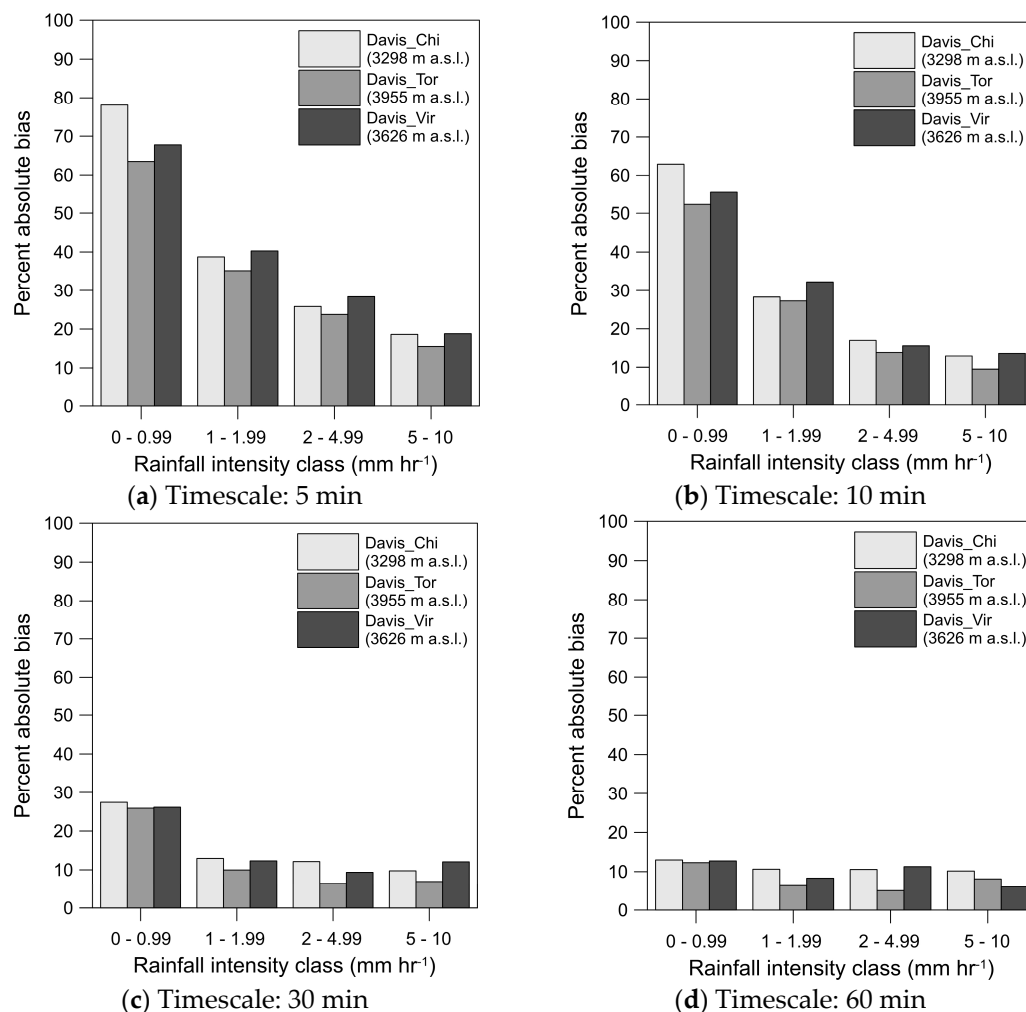 100
90
80
70
60
50
40
30
20
10
0
Percent absolute bias
Davis_Chi
(3298 m a.s.l.)
Davis_Tor
(3955 m a.s.l.)
Davis_Vir
(3626 m a.s.l.)
0 - 0.99 1 - 1.99 2 - 4.99 5 - 10
Rainfall intensity class (mm hr⁻¹)
(a) Timescale: 5 min
100
90
80
70
60
50
40
30
20
10
0
Percent absolute bias
Davis_Chi
(3298 m a.s.l.)
Davis_Tor
(3955 m a.s.l.)
Davis_Vir
(3626 m a.s.l.)
0 - 0.99 1 - 1.99 2 - 4.99 5 - 10
Rainfall intensity class (mm hr⁻¹)
(b) Timescale: 10 min
100
90
80
70
60
50
40
30
20
10
0
Percent absolute bias
Davis_Chi
(3298 m a.s.l.)
Davis_Tor
(3955 m a.s.l.)
Davis_Vir
(3626 m a.s.l.)
0 - 0.99 1 - 1.99 2 - 4.99 5 - 10
Rainfall intensity class (mm hr⁻¹)
(c) Timescale: 30 min
100
90
80
70
60
50
40
30
20
10
0
Percent absolute bias
Davis_Chi
(3298 m a.s.l.)
Davis_Tor
(3955 m a.s.l.)
Davis_Vir
(3626 m a.s.l.)
0 - 0.99 1 - 1.99 2 - 4.99 5 - 10
Rainfall intensity class (mm hr⁻¹)
(d) Timescale: 60 min